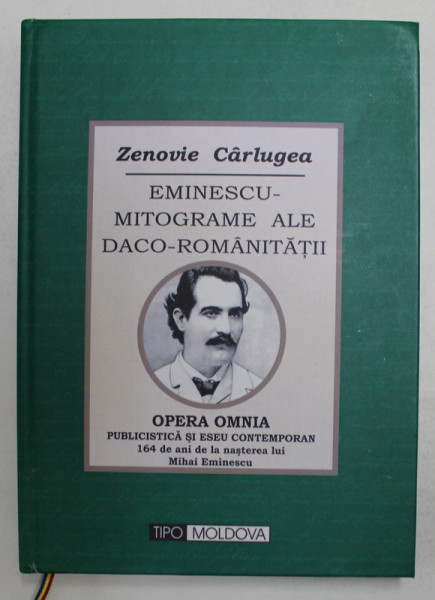 Zenovie Cârlugea
EMINESCU-
MITOGRAME ALE
DACO-ROMÂNITĂȚII
OPERA OMNIA
PUBLICISTICĂ ȘI ESEU CONTEMPORAN
164 de ani de la nașterea lui
Mihai Eminescu
TIPO MOLDOVA